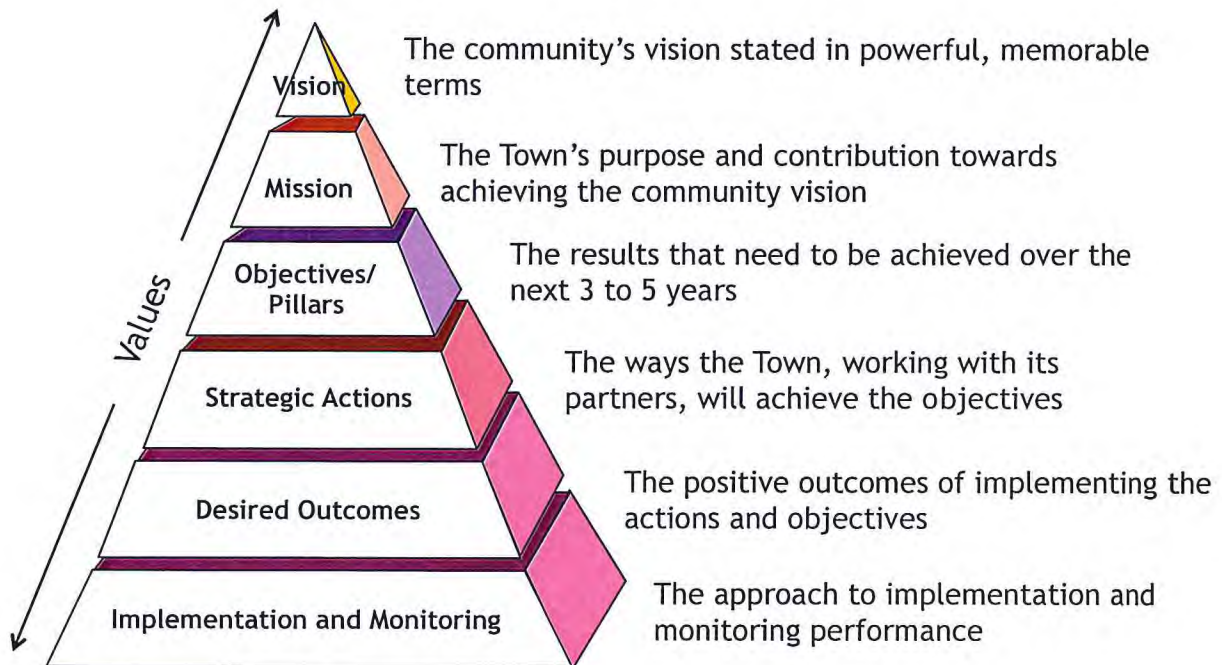 Vision
The community's vision stated in powerful, memorable
terms
Mission
The Town's purpose and contribution towards
achieving the community vision
Objectives/
Pillars
The results that need to be achieved over the
next 3 to 5 years
Values
Strategic Actions
The ways the Town, working with its
partners, will achieve the objectives
Desired Outcomes
The positive outcomes of implementing the
actions and objectives
Implementation and Monitoring
The approach to implementation and
monitoring performance